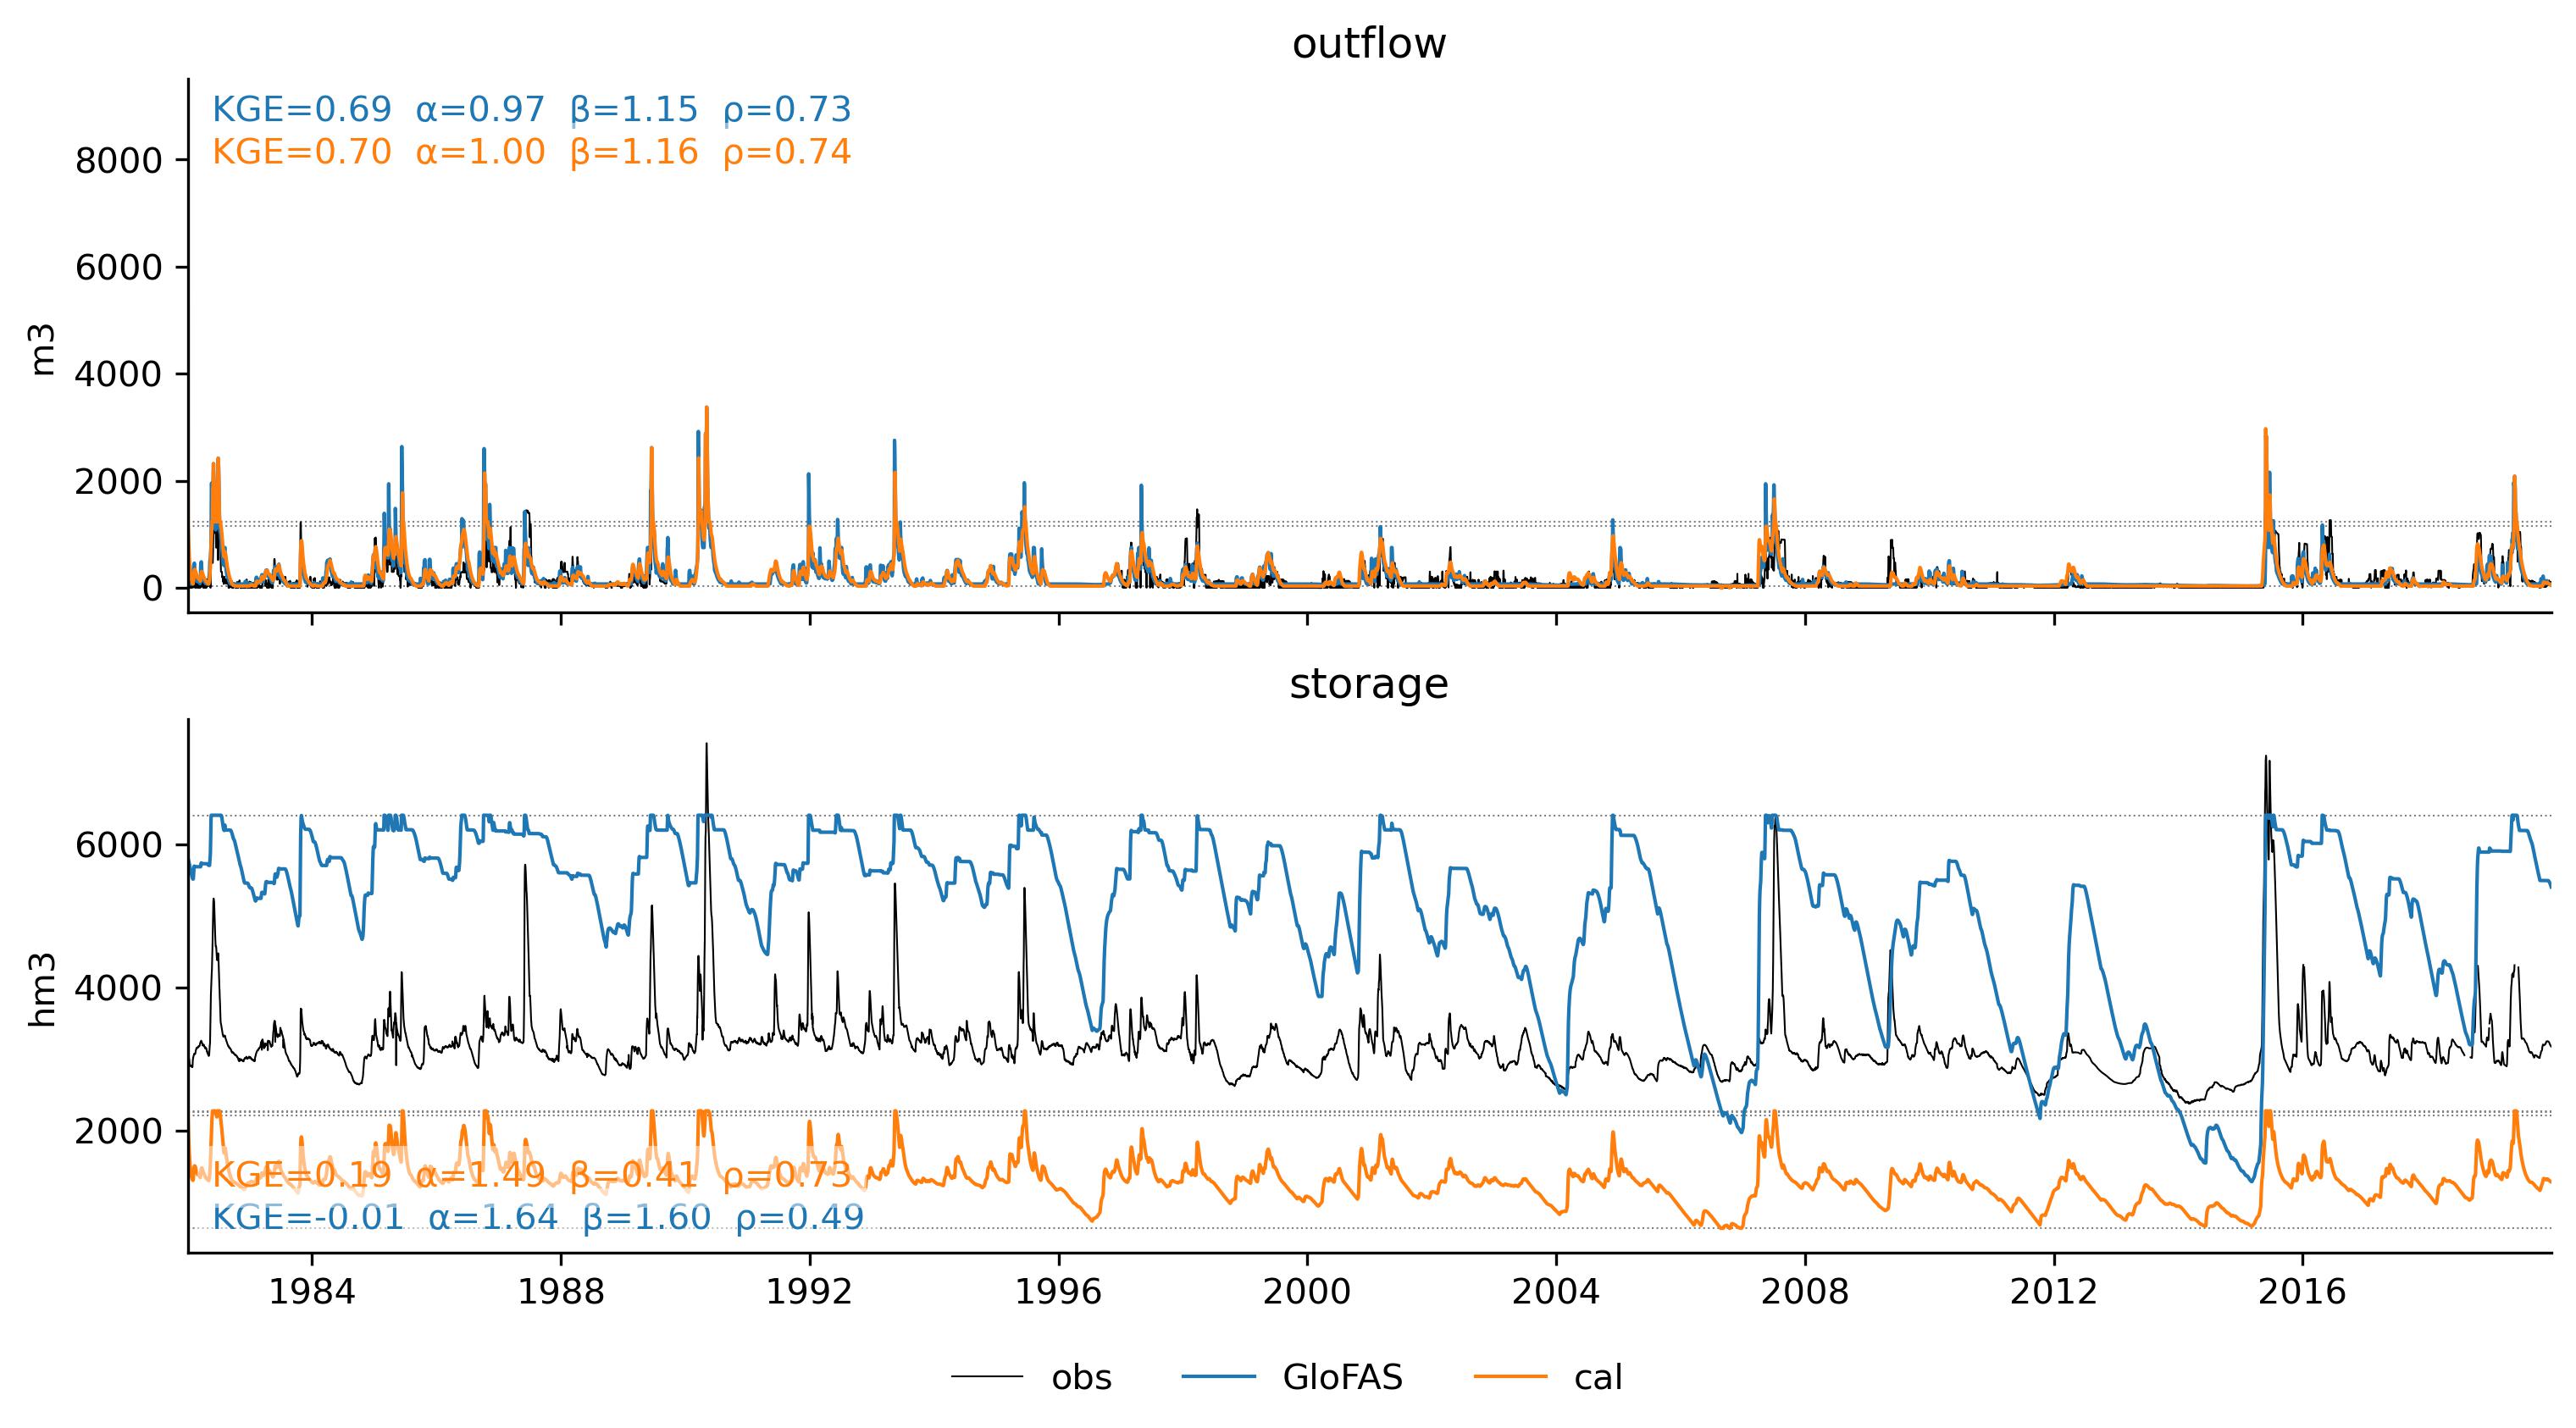 outflow
KGE=0.69 α=0.97 β=1.15 ρ=0.73
KGE=0.70 α=1.00 β=1.16 ρ=0.74
8000
6000
4000
2000
0
m3
storage
6000
4000
2000
hm3
KGE=0.19 α=1.49 β=0.41 ρ=0.73
KGE=-0.01 α=1.64 β=1.60 ρ=0.49
1984 1988 1992 1996 2000 2004 2008 2012 2016
obs GloFAS cal